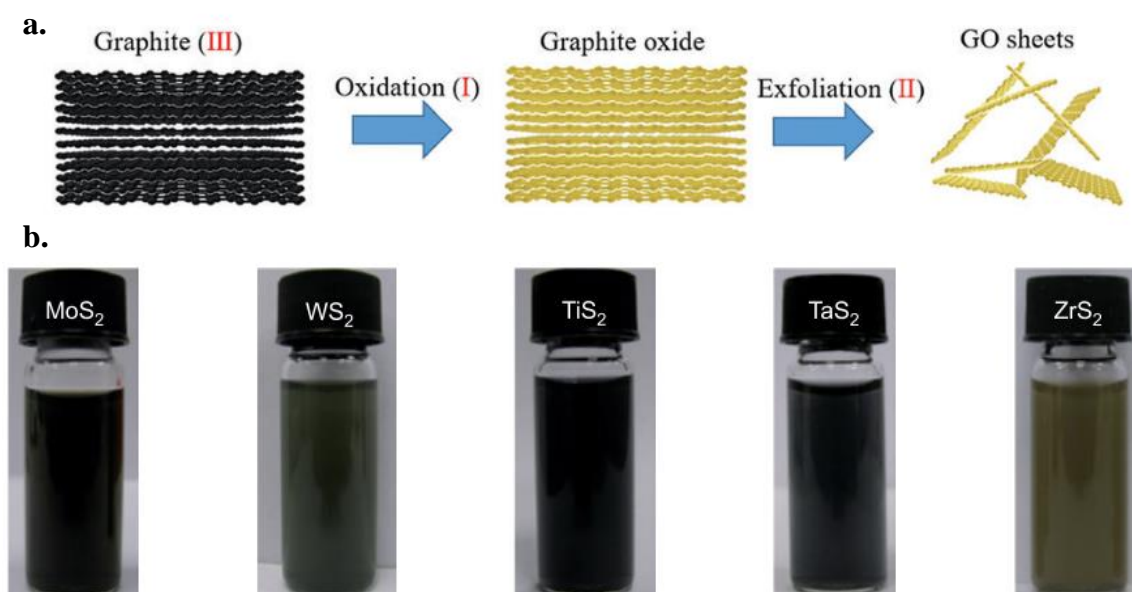 a.
Graphite (III)
Oxidation (I)
Graphite oxide
Exfoliation (II)
GO sheets
b.
MoS₂
WS₂
TiS₂
TaS₂
ZrS₂